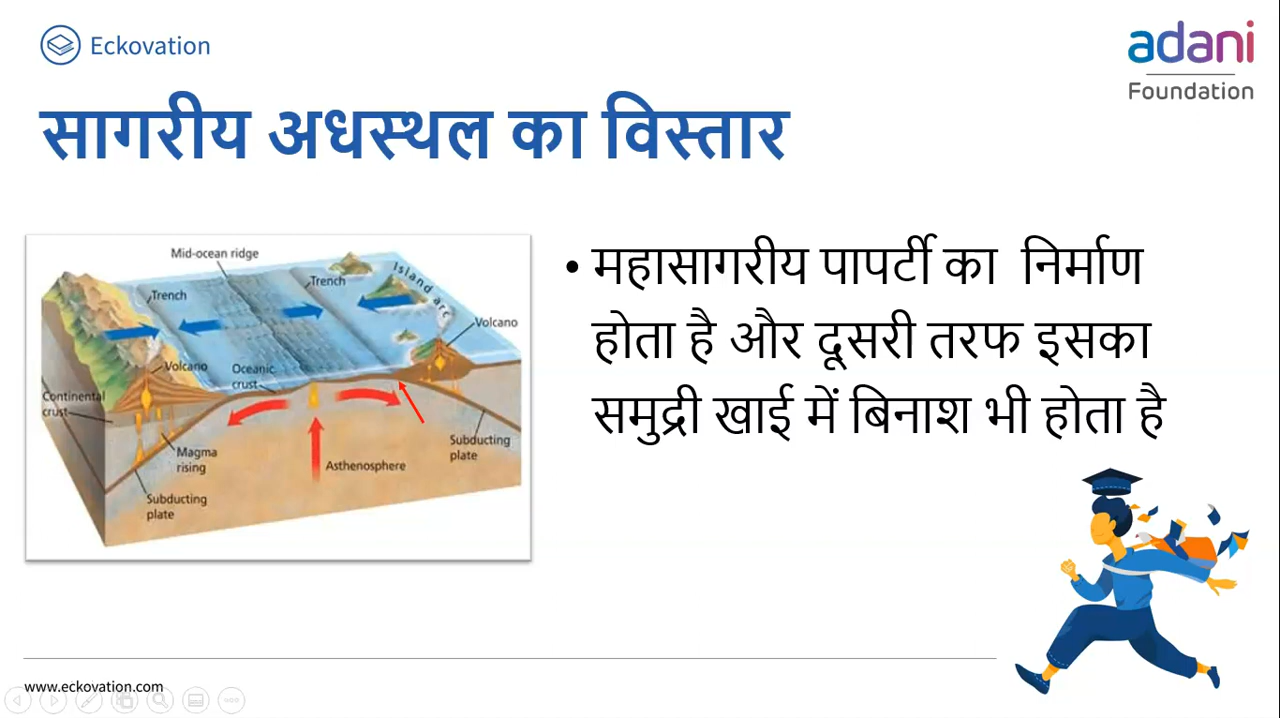 Eckovation
adani
Foundation
सागरीय अधस्थल का विस्तार
Mid-ocean ridge
Trench
Trench
Island arc
Volcano
Volcano
Oceanic
crust
Continental
crust
Magma
rising
Asthenosphere
Subducting
plate
Subducting
plate
• महासागरीय पापर्टी का निर्माण
होता है और दूसरी तरफ इसका
समुद्री खाई में बिनाश भी होता है
www.eckovation.com